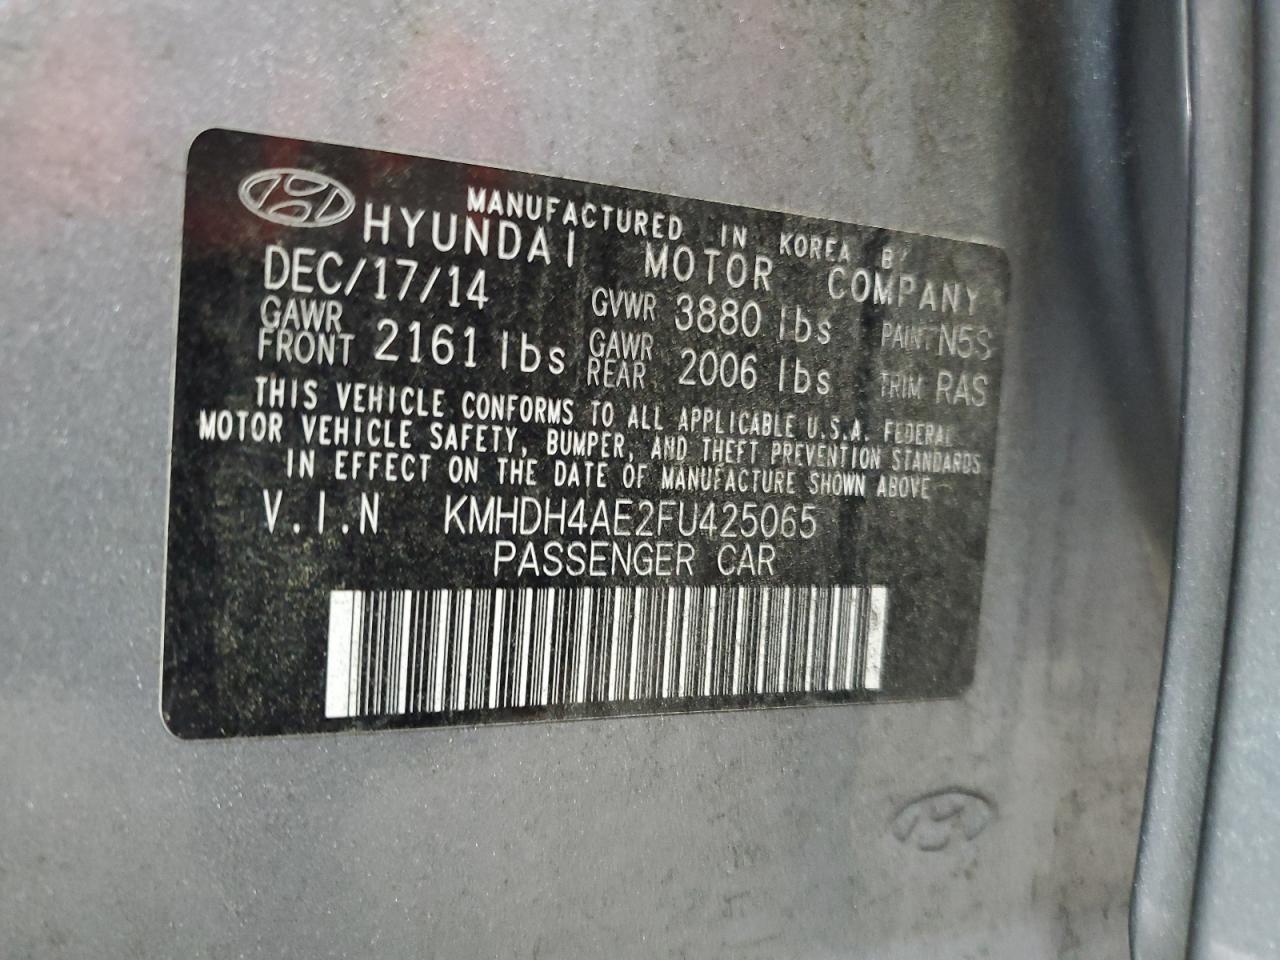 MANUFACTURED IN KOREA BY
HYUNDAI MOTOR COMPANY
DEC/17/14 GVWR 3880 lbs PAINT N5S
GAWR FRONT 2161 lbs GAWR REAR 2006 lbs TRIM RAS
THIS VEHICLE CONFORMS TO ALL APPLICABLE U.S.A. FEDERAL
MOTOR VEHICLE SAFETY, BUMPER, AND THEFT PREVENTION STANDARDS
IN EFFECT ON THE DATE OF MANUFACTURE SHOWN ABOVE
V.I.N KMHDH4AE2FU425065
PASSENGER CAR